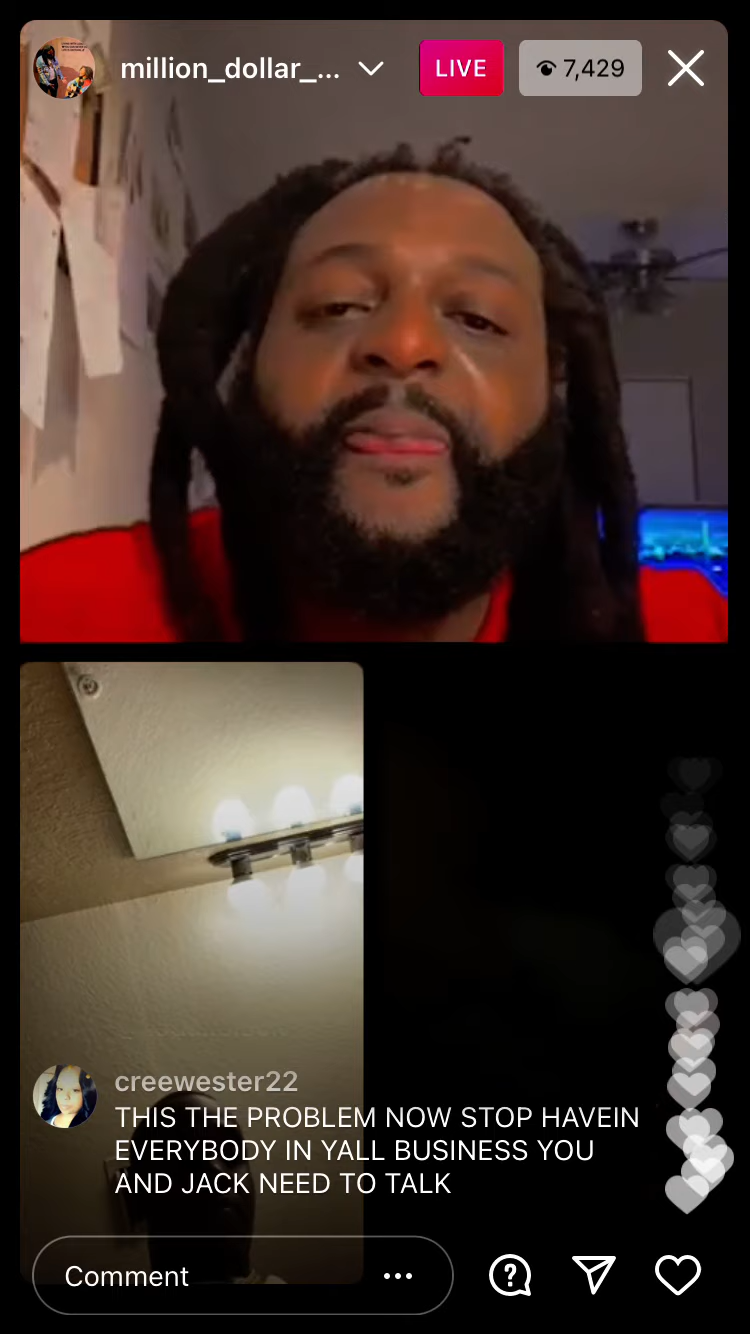 million_dollar_...
LIVE
7,429
creewester22
THIS THE PROBLEM NOW STOP HAVEIN
EVERYBODY IN YALL BUSINESS YOU
AND JACK NEED TO TALK
Comment